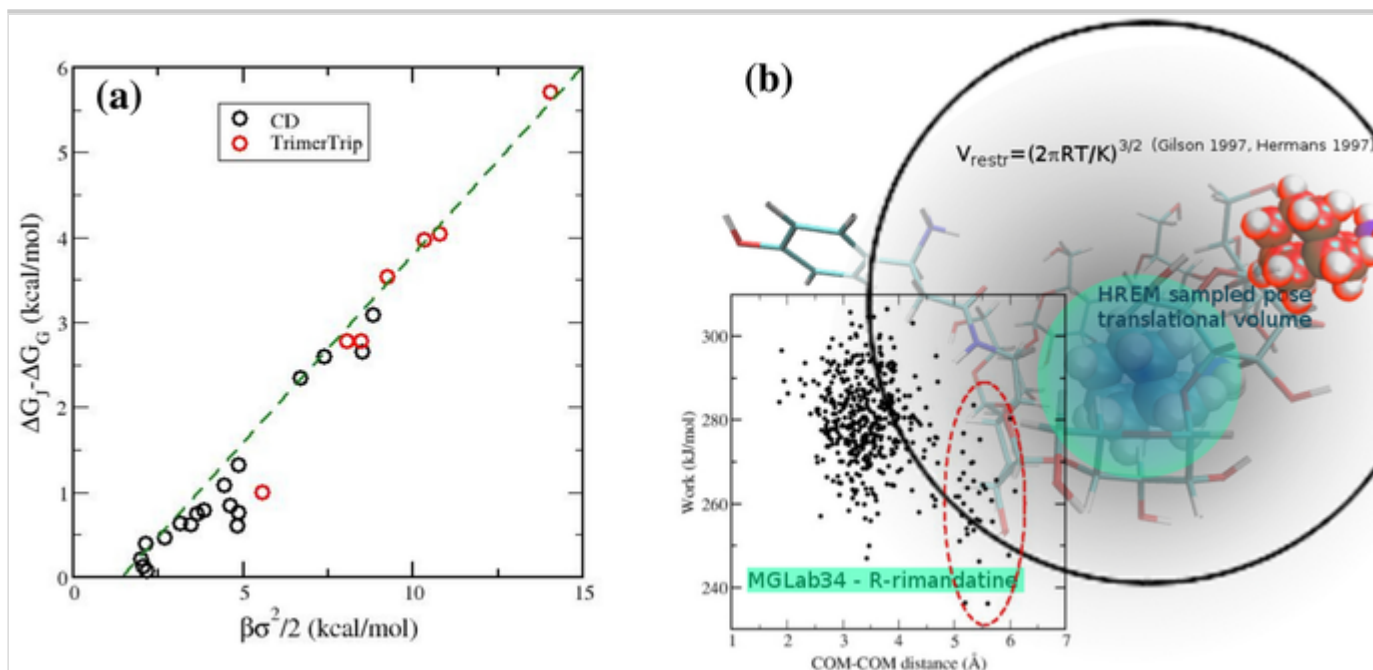 (a)
CD
TrimerTrip
6
5
4
3
2
1
0
0
5
10
15
ΔG_J-ΔG_G (kcal/mol)
βσ²/2 (kcal/mol)
(b)
V_restr=(2πRT/K)^3/2 (Gilson 1997, Hermans 1997)
HREM sampled pose
translational volume
300
280
260
240
Work (kJ/mol)
MGLab34 - R-rimandatine
1
2
3
4
5
6
7
COM-COM distance (Å)